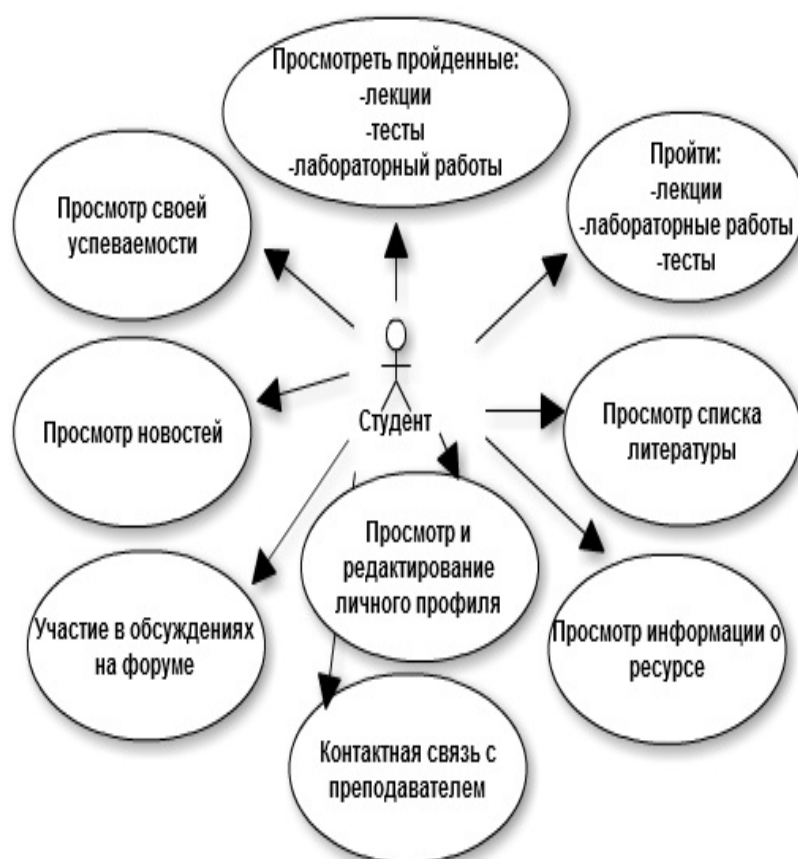 Просмотреть пройденные:
-лекции
-тесты
-лабораторный работы
Пройти:
-лекции
-лабораторные работы
-тесты
Просмотр своей
успеваемости
Просмотр новостей
Студент
Просмотр списка
литературы
Просмотр и
редактирование
личного профиля
Участие в обсуждениях
на форуме
Просмотр информации о
ресурсе
Контактная связь с
преподавателем